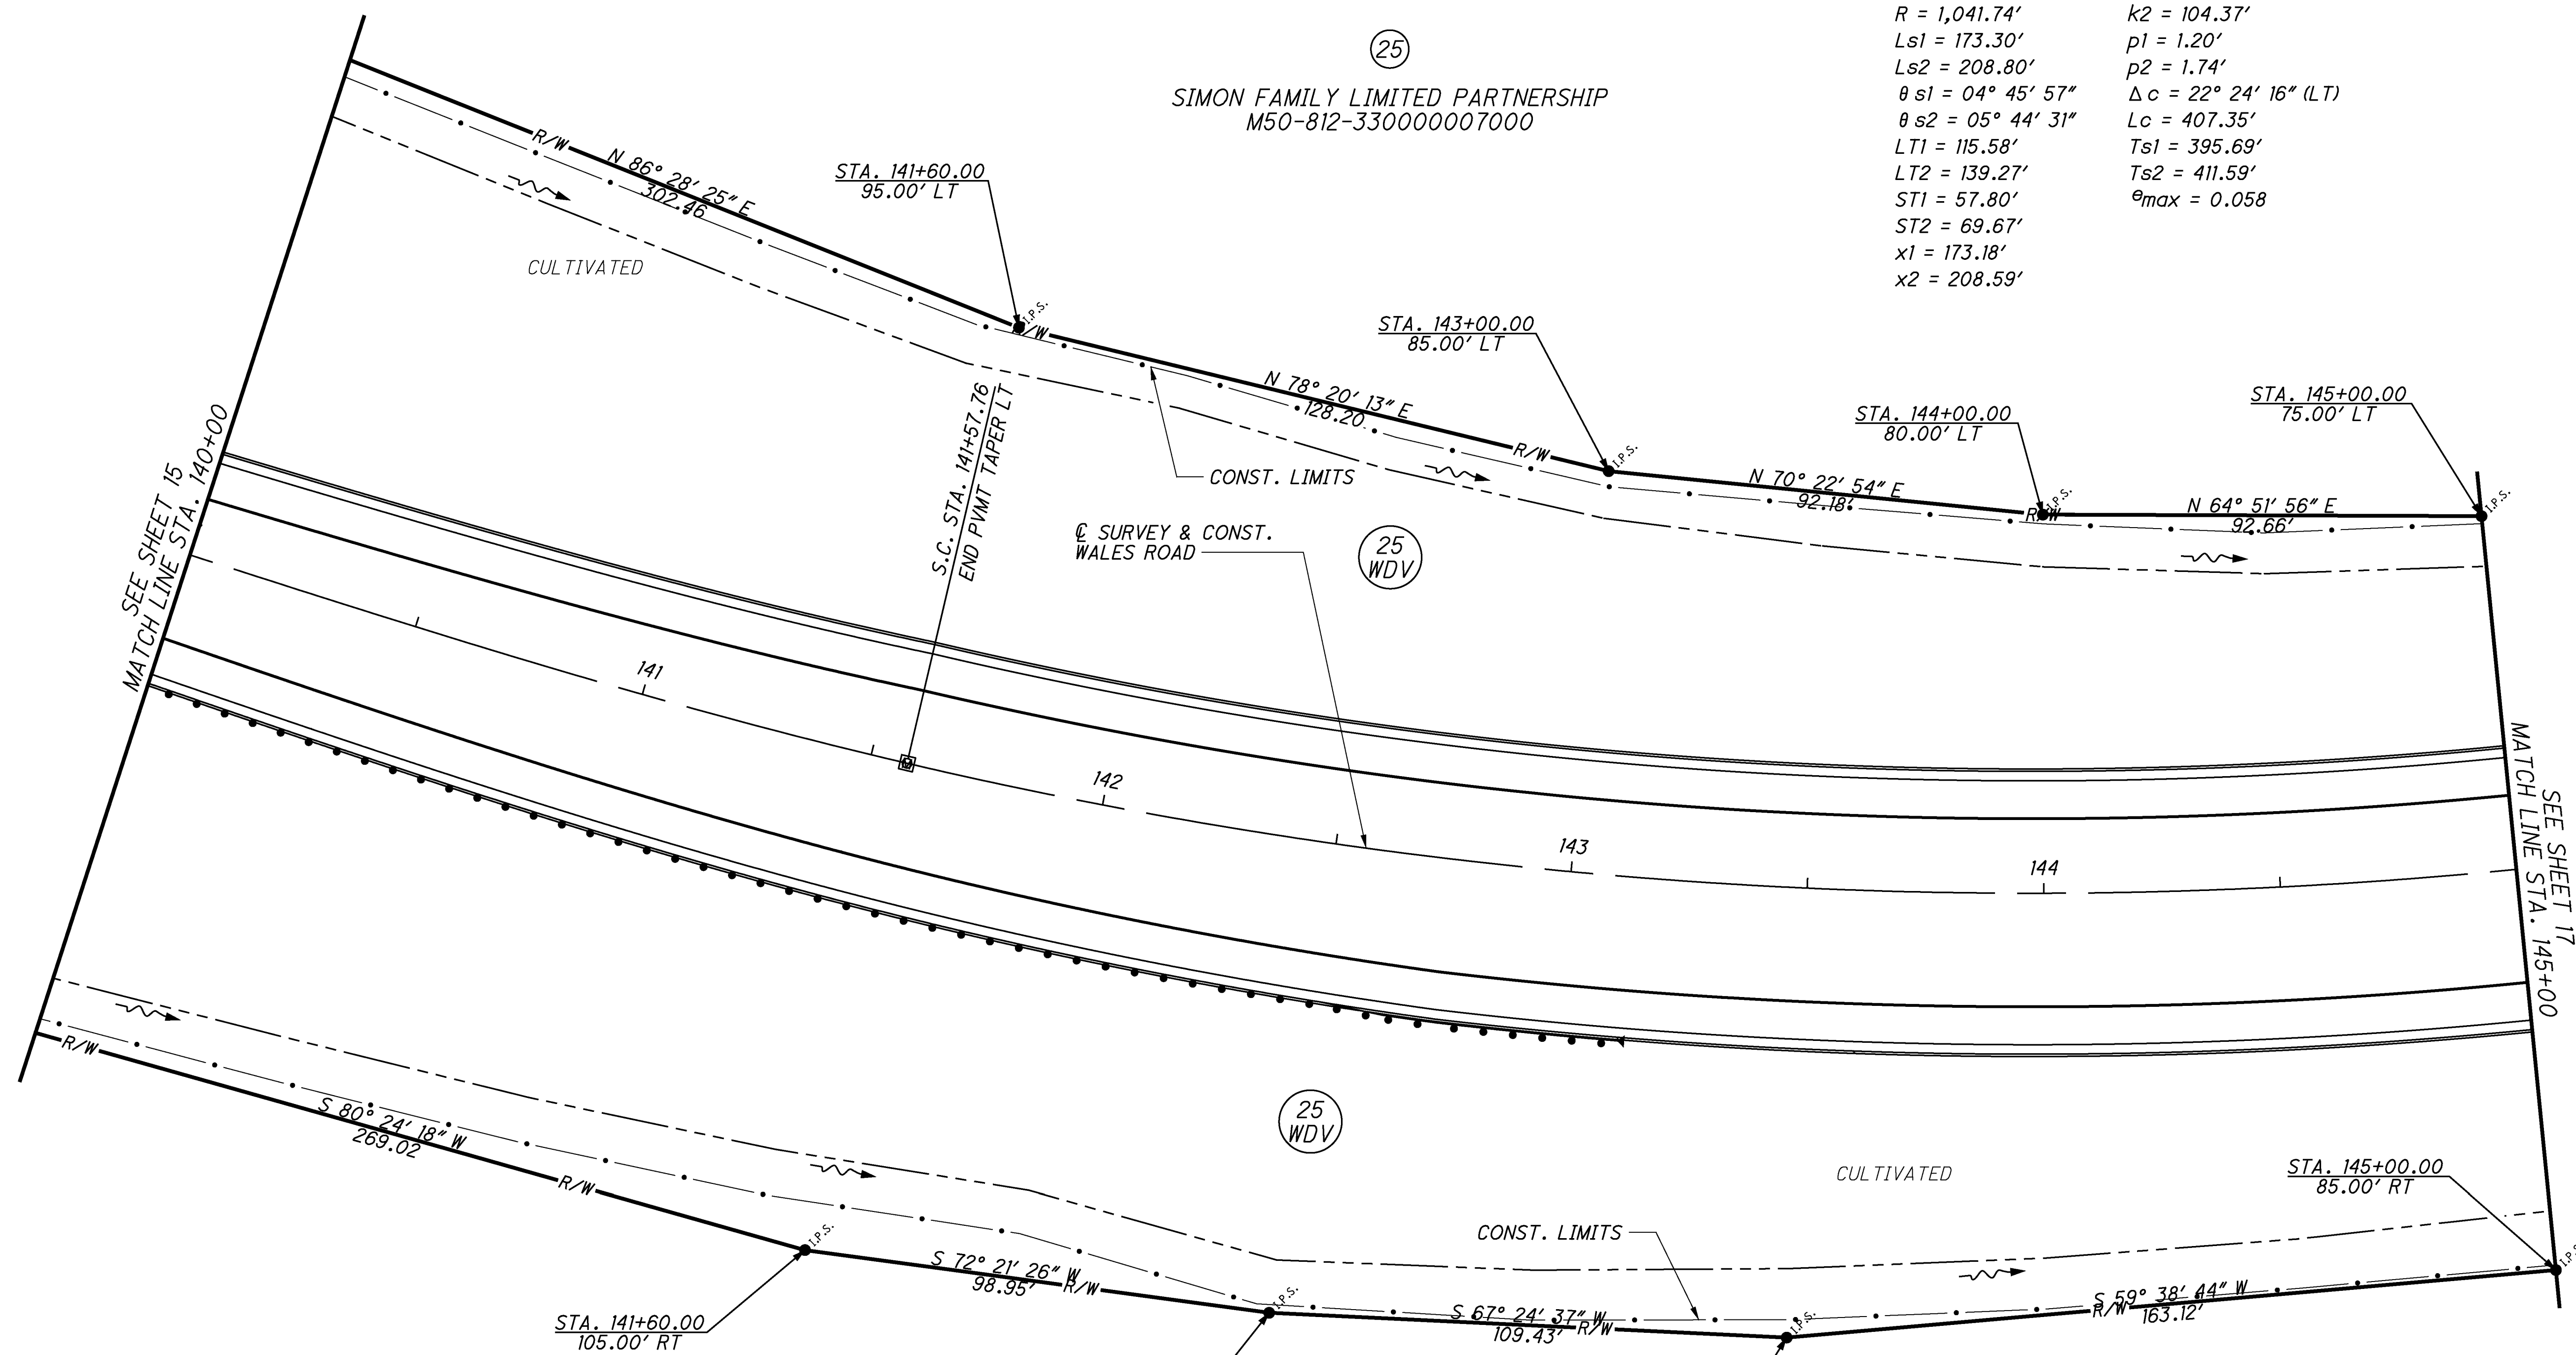 R = 1,041.74′
Ls1 = 173.30′
Ls2 = 208.80′
θ s1 = 04° 45′ 57″
θ s2 = 05° 44′ 31″
LT1 = 115.58′
LT2 = 139.27′
ST1 = 57.80′
ST2 = 69.67′
x1 = 173.18′
x2 = 208.59′
k2 = 104.37′
p1 = 1.20′
p2 = 1.74′
Δ c = 22° 24′ 16″ (LT)
Lc = 407.35′
Ts1 = 395.69′
Ts2 = 411.59′
emax = 0.058
25
SIMON FAMILY LIMITED PARTNERSHIP
M50-812-330000007000
R/W
N 86° 28′ 25″ E
302.46
STA. 141+60.00
95.00′ LT
I.P.S.
R/W
CULTIVATED
STA. 143+00.00
85.00′ LT
I.P.S.
N 78° 20′ 13″ E
128.20
R/W
STA. 144+00.00
80.00′ LT
I.P.S.
N 70° 22′ 54″ E
92.18′
R/W
STA. 145+00.00
75.00′ LT
I.P.S.
N 64° 51′ 56″ E
92.66′
CONST. LIMITS
S.C. STA. 141+57.76
END PVMT TAPER LT
℄ SURVEY & CONST.
WALES ROAD
25
WDV
SEE SHEET 15
MATCH LINE STA. 140+00
141
142
143
144
SEE SHEET 17
MATCH LINE STA. 145+00
25
WDV
CULTIVATED
R/W
S 80° 24′ 18″ W
269.02
R/W
I.P.S.
STA. 141+60.00
105.00′ RT
S 72° 21′ 26″ W
98.95′
R/W
I.P.S.
CONST. LIMITS
S 67° 24′ 37″ W
109.43′
R/W
I.P.S.
S 59° 38′ 44″ W
163.12′
R/W
STA. 145+00.00
85.00′ RT
I.P.S.